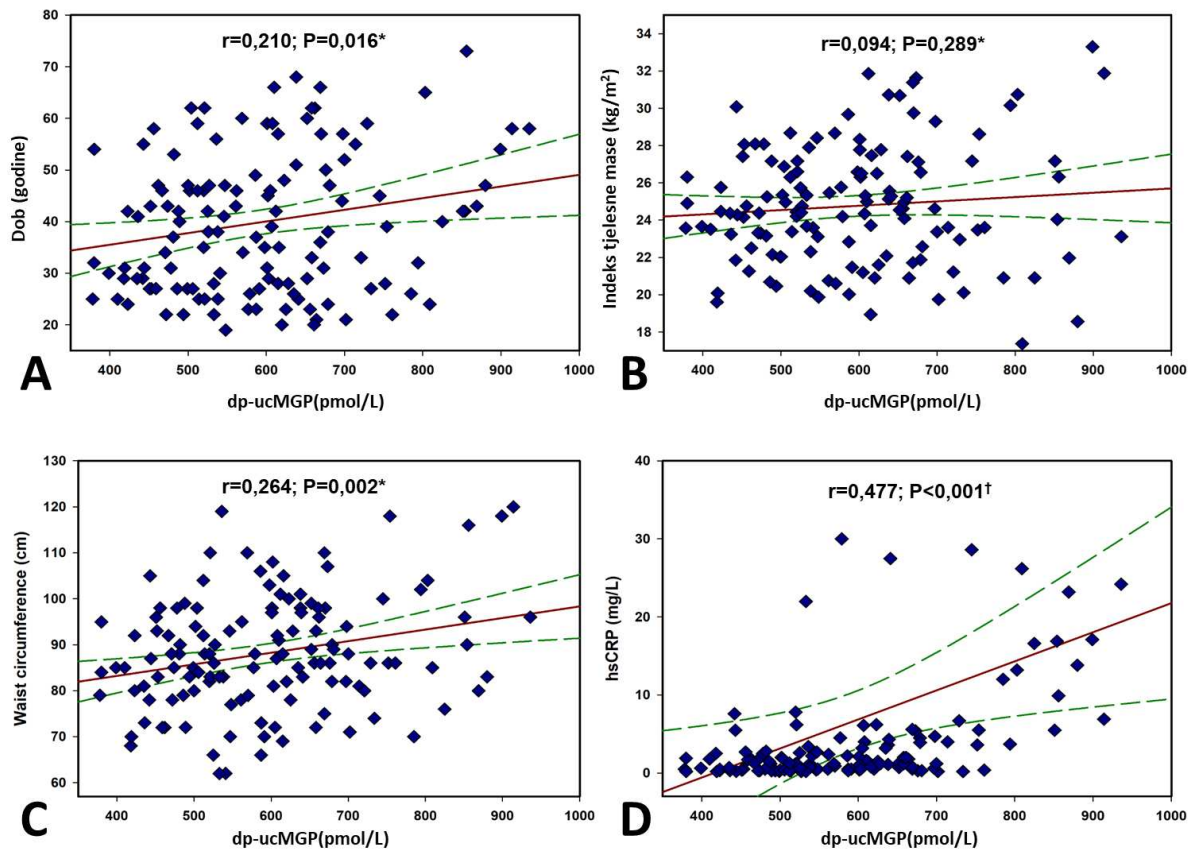 r=0,210; P=0,016*
Dob (godine)
80
70
60
50
40
30
20
400 500 600 700 800 900 1000
dp-ucMGP(pmol/L)
A
r=0,094; P=0,289*
Indeks tjelesne mase (kg/m²)
34
32
30
28
26
24
22
20
18
400 500 600 700 800 900 1000
dp-ucMGP(pmol/L)
B
r=0,264; P=0,002*
Waist circumference (cm)
130
120
110
100
90
80
70
60
400 500 600 700 800 900 1000
dp-ucMGP(pmol/L)
C
r=0,477; P<0,001†
hsCRP (mg/L)
40
30
20
10
0
400 500 600 700 800 900 1000
dp-ucMGP(pmol/L)
D